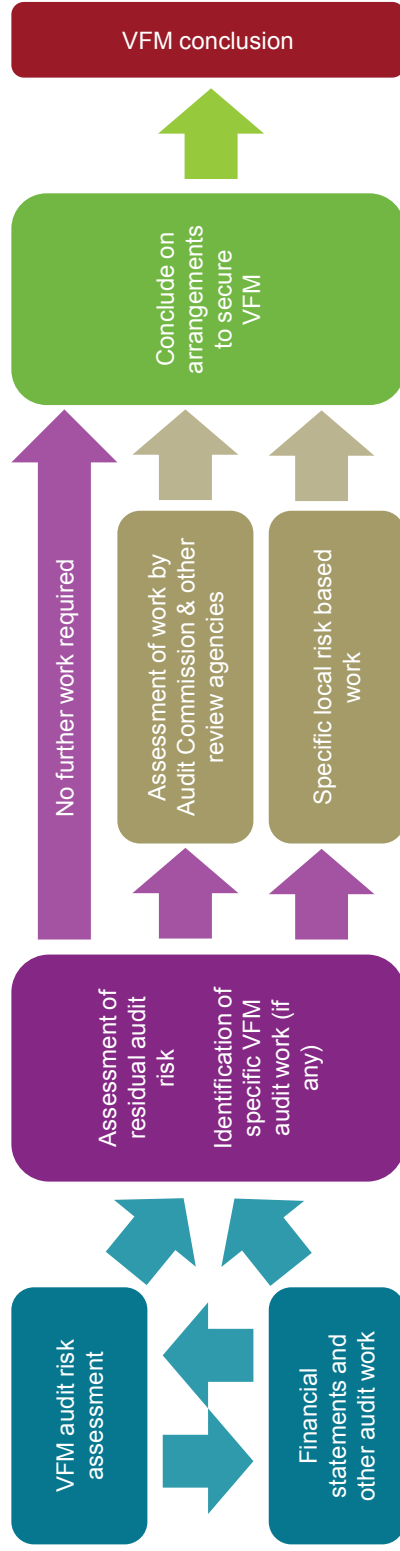 VFM audit risk
assessment
Financial
statements and
other audit work
Assessment of
residual audit
risk
Identification of
specific VFM
audit work (if
any)
No further work required
Assessment of work by
Audit Commission & other
review agencies
Specific local risk based
work
Conclude on
arrangements
to secure
VFM
VFM conclusion